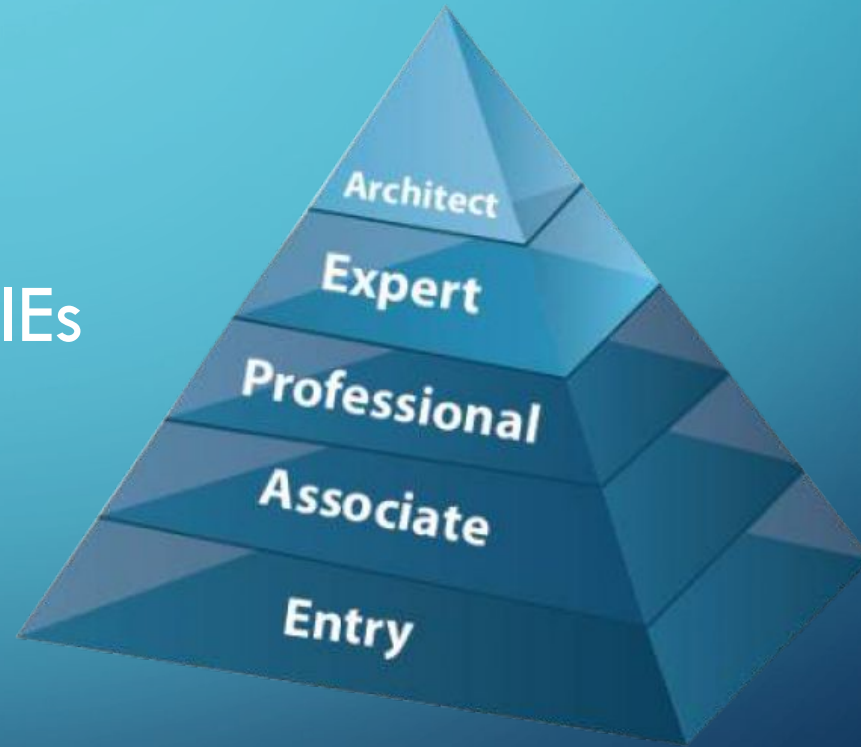 Architect
Expert
IEs
Professional
Associate
Entry